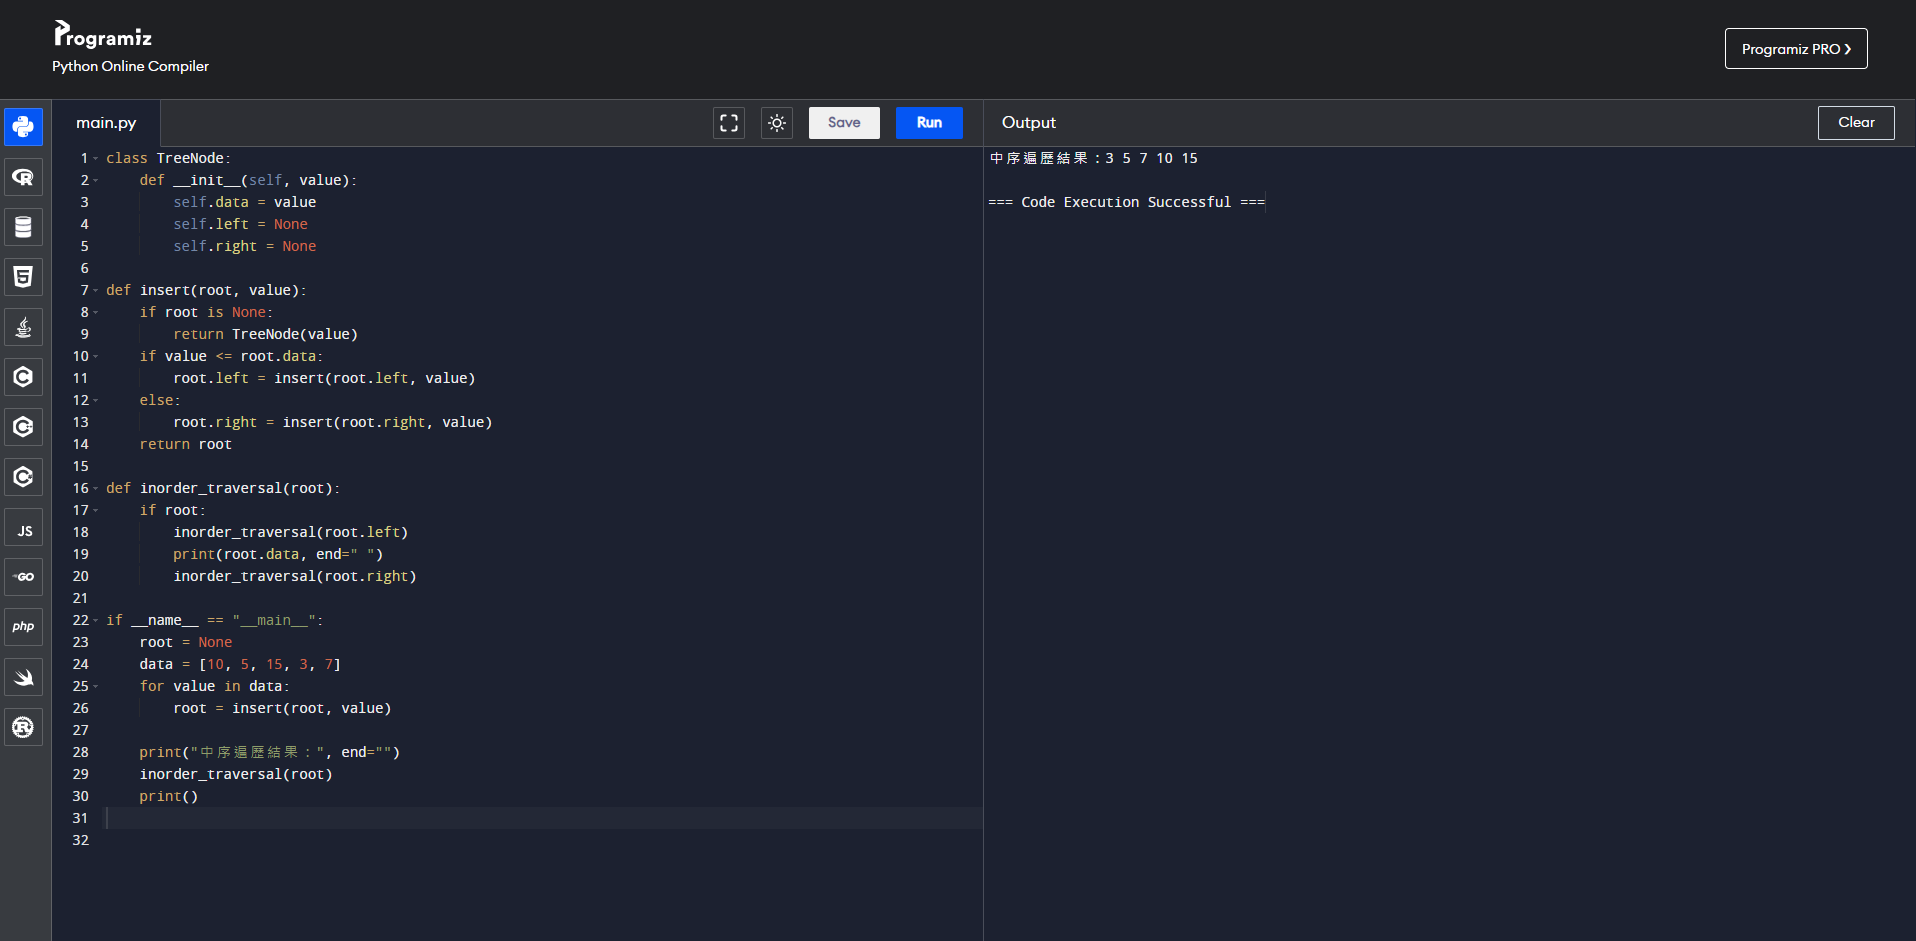 Programiz
Python Online Compiler
Programiz PRO ❯
main.py
Save
Run
Output
Clear
1 class TreeNode:
2     def __init__(self, value):
3         self.data = value
4         self.left = None
5         self.right = None
6
7 def insert(root, value):
8     if root is None:
9         return TreeNode(value)
10     if value <= root.data:
11         root.left = insert(root.left, value)
12     else:
13         root.right = insert(root.right, value)
14     return root
15
16 def inorder_traversal(root):
17     if root:
18         inorder_traversal(root.left)
19         print(root.data, end=" ")
20         inorder_traversal(root.right)
21
22 if __name__ == "__main__":
23     root = None
24     data = [10, 5, 15, 3, 7]
25     for value in data:
26         root = insert(root, value)
27
28     print("中序遍歷結果：", end="")
29     inorder_traversal(root)
30     print()
31
32
中序遍歷結果：3 5 7 10 15
=== Code Execution Successful ===
R
5
C
C
C
JS
GO
php
R